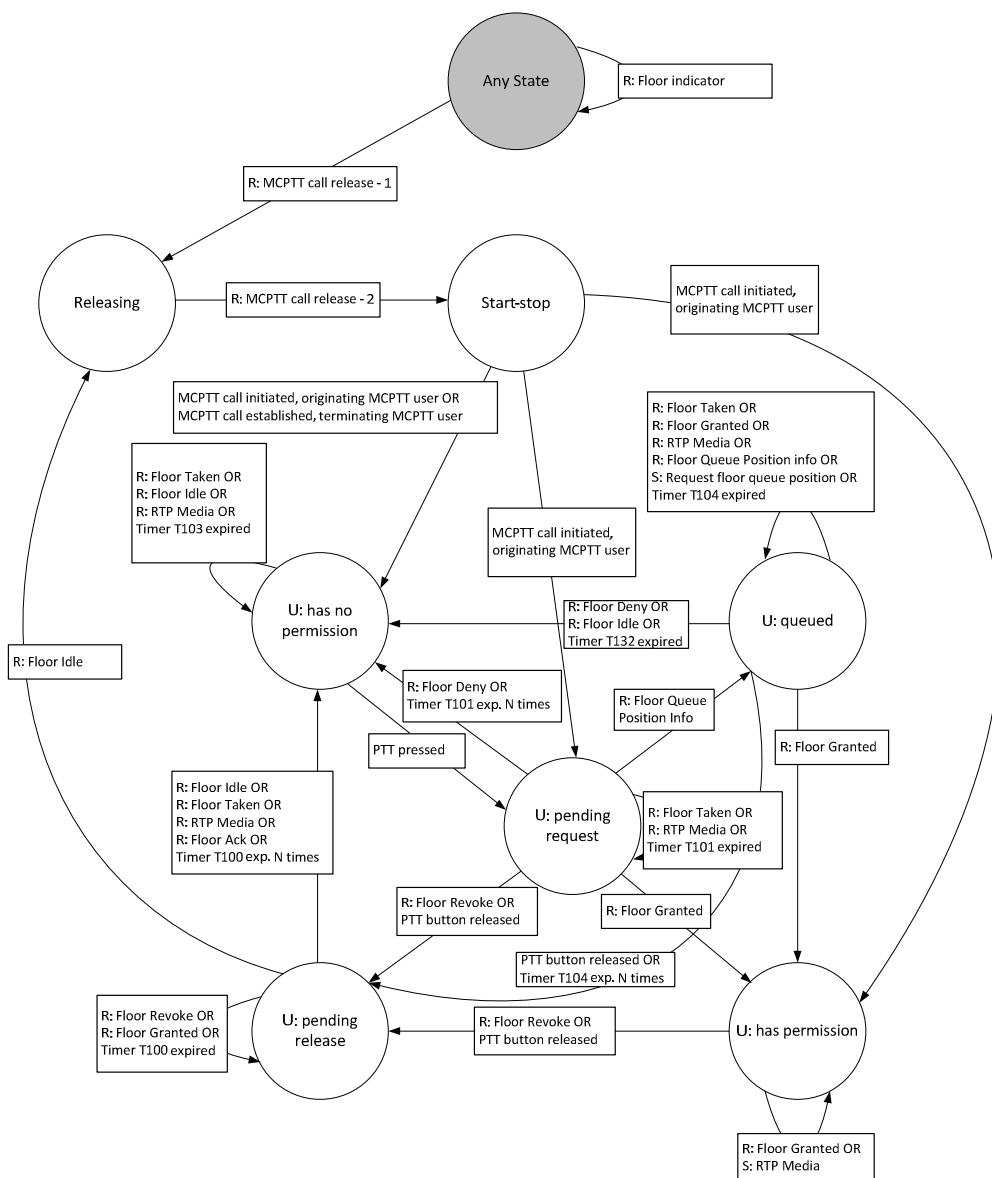 Any State
R: Floor indicator
R: MCPTT call release - 1
Releasing
R: MCPTT call release - 2
Start-stop
MCPTT call initiated,
originating MCPTT user
MCPTT call initiated, originating MCPTT user OR
MCPTT call established, terminating MCPTT user
R: Floor Taken OR
R: Floor Granted OR
R: RTP Media OR
R: Floor Queue Position info OR
S: Request floor queue position OR
Timer T104 expired
R: Floor Taken OR
R: Floor Idle OR
R: RTP Media OR
Timer T103 expired
MCPTT call initiated,
originating MCPTT user
U: has no
permission
R: Floor Deny OR
R: Floor Idle OR
Timer T132 expired
U: queued
R: Floor Idle
R: Floor Deny OR
Timer T101 exp. N times
R: Floor Queue
Position Info
PTT pressed
R: Floor Granted
R: Floor Idle OR
R: Floor Taken OR
R: RTP Media OR
R: Floor Ack OR
Timer T100 exp. N times
U: pending
request
R: Floor Taken OR
R: RTP Media OR
Timer T101 expired
R: Floor Revoke OR
PTT button released
R: Floor Granted
PTT button released OR
Timer T104 exp. N times
R: Floor Revoke OR
R: Floor Granted OR
Timer T100 expired
U: pending
release
R: Floor Revoke OR
PTT button released
U: has permission
R: Floor Granted OR
S: RTP Media